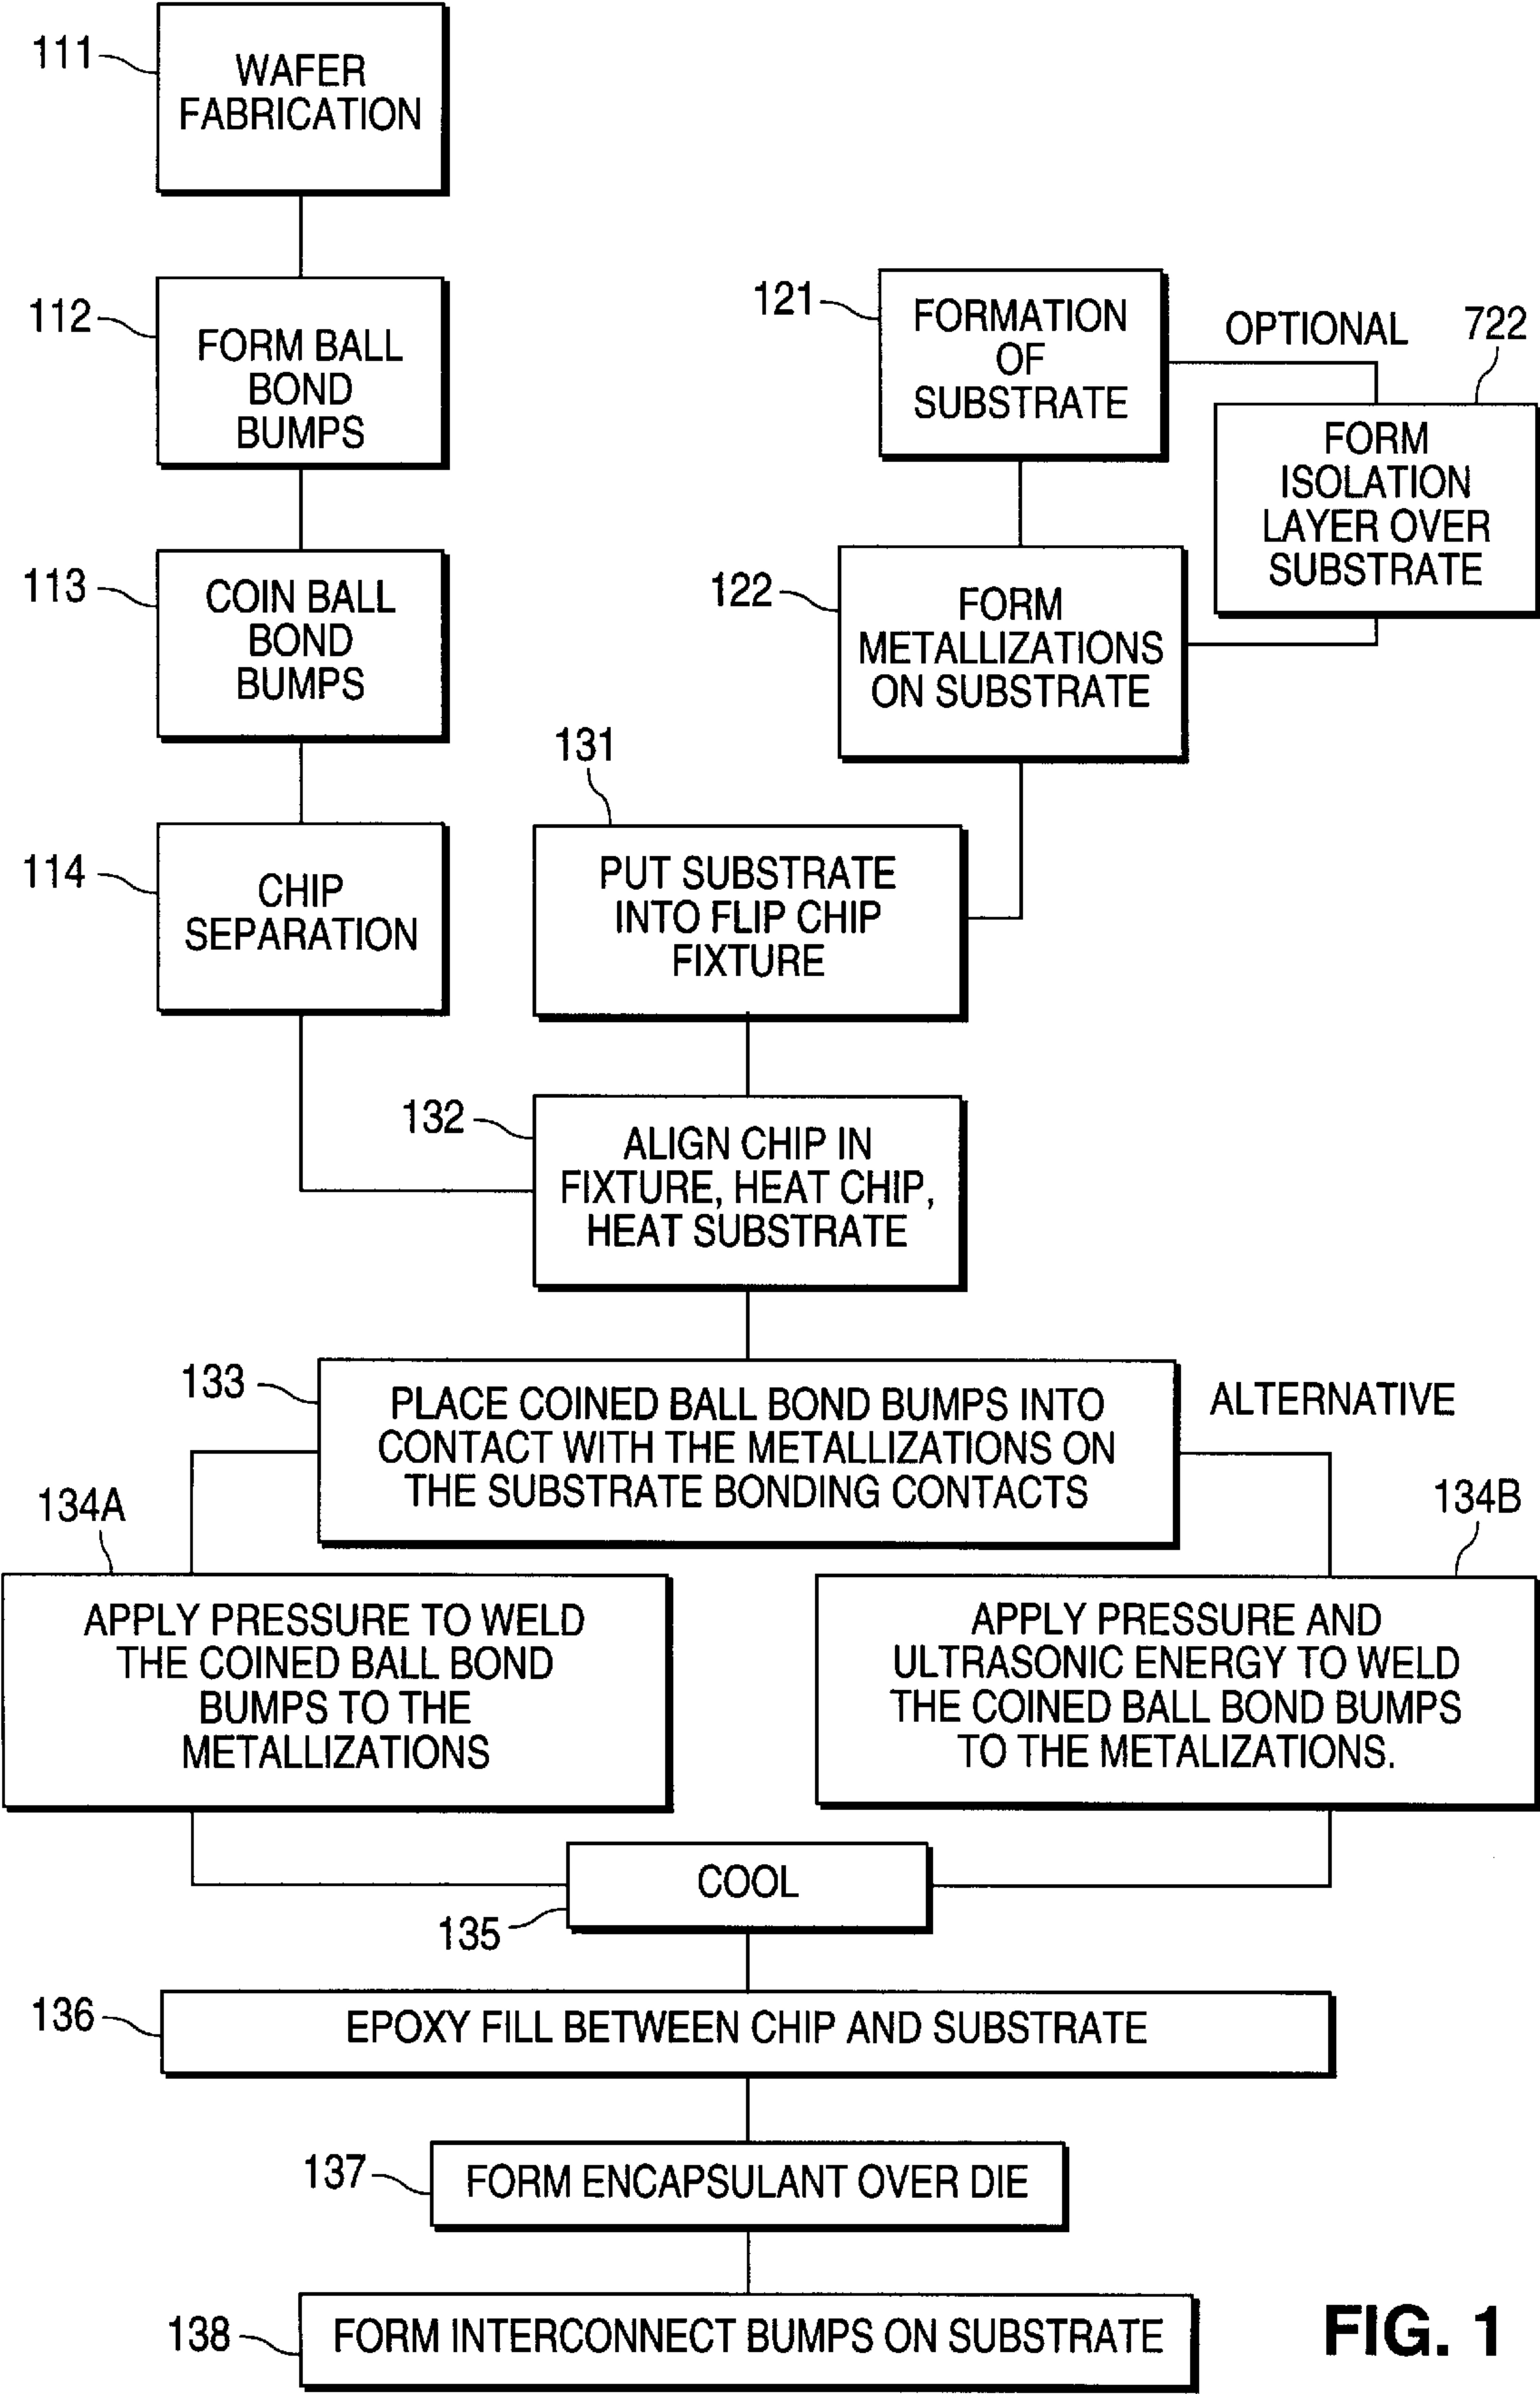 111
WAFER
FABRICATION
112
FORM BALL
BOND
BUMPS
121
FORMATION
OF
SUBSTRATE
OPTIONAL
722
FORM
ISOLATION
LAYER OVER
SUBSTRATE
113
COIN BALL
BOND
BUMPS
122
FORM
METALLIZATIONS
ON SUBSTRATE
114
CHIP
SEPARATION
131
PUT SUBSTRATE
INTO FLIP CHIP
FIXTURE
132
ALIGN CHIP IN
FIXTURE, HEAT CHIP,
HEAT SUBSTRATE
133
PLACE COINED BALL BOND BUMPS INTO
CONTACT WITH THE METALLIZATIONS ON
THE SUBSTRATE BONDING CONTACTS
ALTERNATIVE
134A
APPLY PRESSURE TO WELD
THE COINED BALL BOND
BUMPS TO THE
METALLIZATIONS
134B
APPLY PRESSURE AND
ULTRASONIC ENERGY TO WELD
THE COINED BALL BOND BUMPS
TO THE METALIZATIONS.
COOL
135
136
EPOXY FILL BETWEEN CHIP AND SUBSTRATE
137
FORM ENCAPSULANT OVER DIE
138
FORM INTERCONNECT BUMPS ON SUBSTRATE
FIG. 1